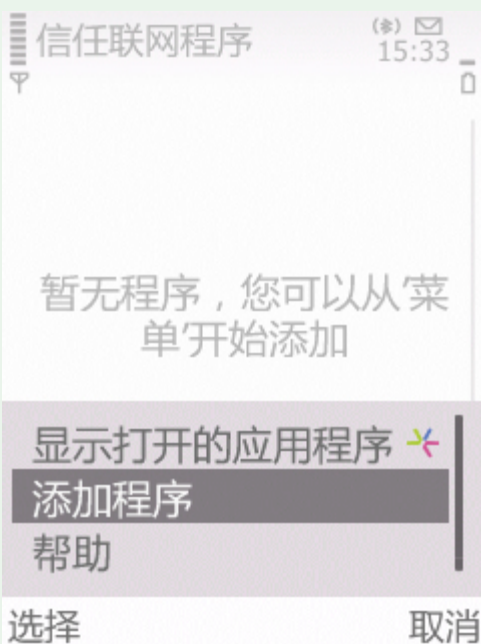 信任联网程序
15:33
暂无程序，您可以从'菜
单'开始添加
显示打开的应用程序
添加程序
帮助
选择 取消